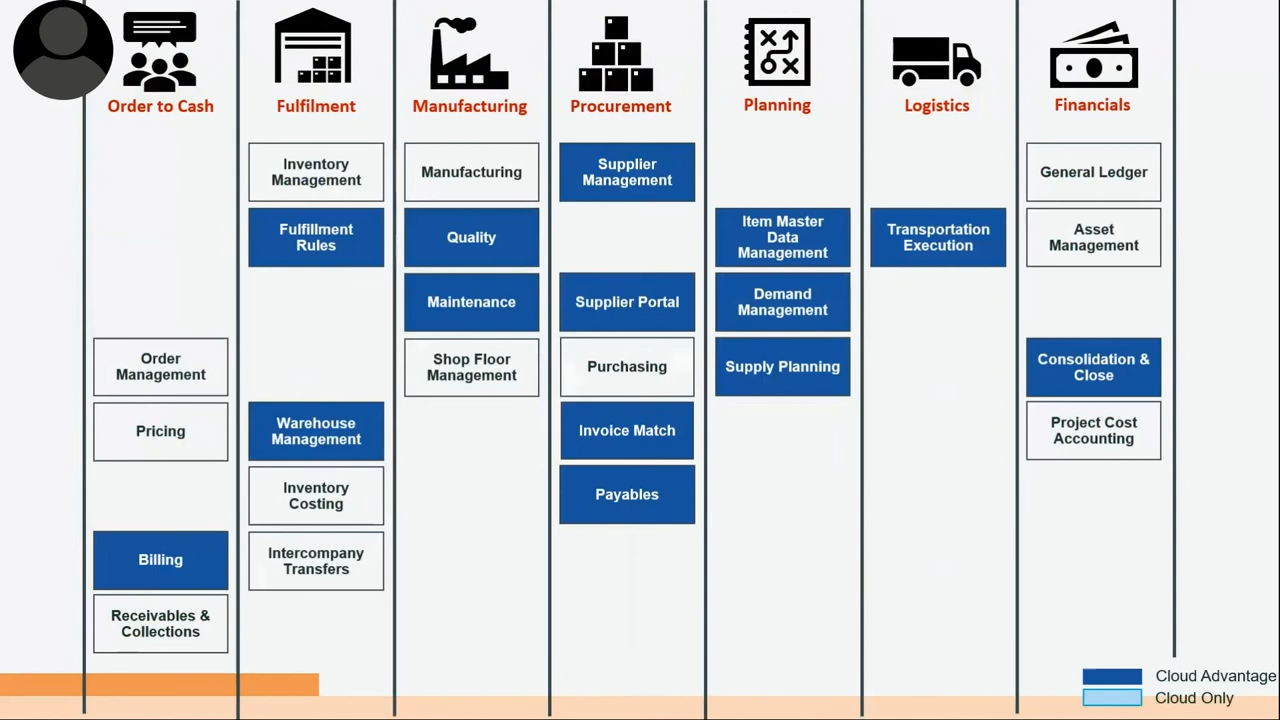 Order to Cash
Fulfilment
Manufacturing
Procurement
Planning
Logistics
Financials
Order
Management
Pricing
Billing
Receivables &
Collections
Inventory
Management
Fulfillment
Rules
Warehouse
Management
Inventory
Costing
Intercompany
Transfers
Manufacturing
Quality
Maintenance
Shop Floor
Management
Supplier
Management
Supplier Portal
Purchasing
Invoice Match
Payables
Item Master
Data
Management
Demand
Management
Supply Planning
Transportation
Execution
General Ledger
Asset
Management
Consolidation &
Close
Project Cost
Accounting
Cloud Advantage
Cloud Only